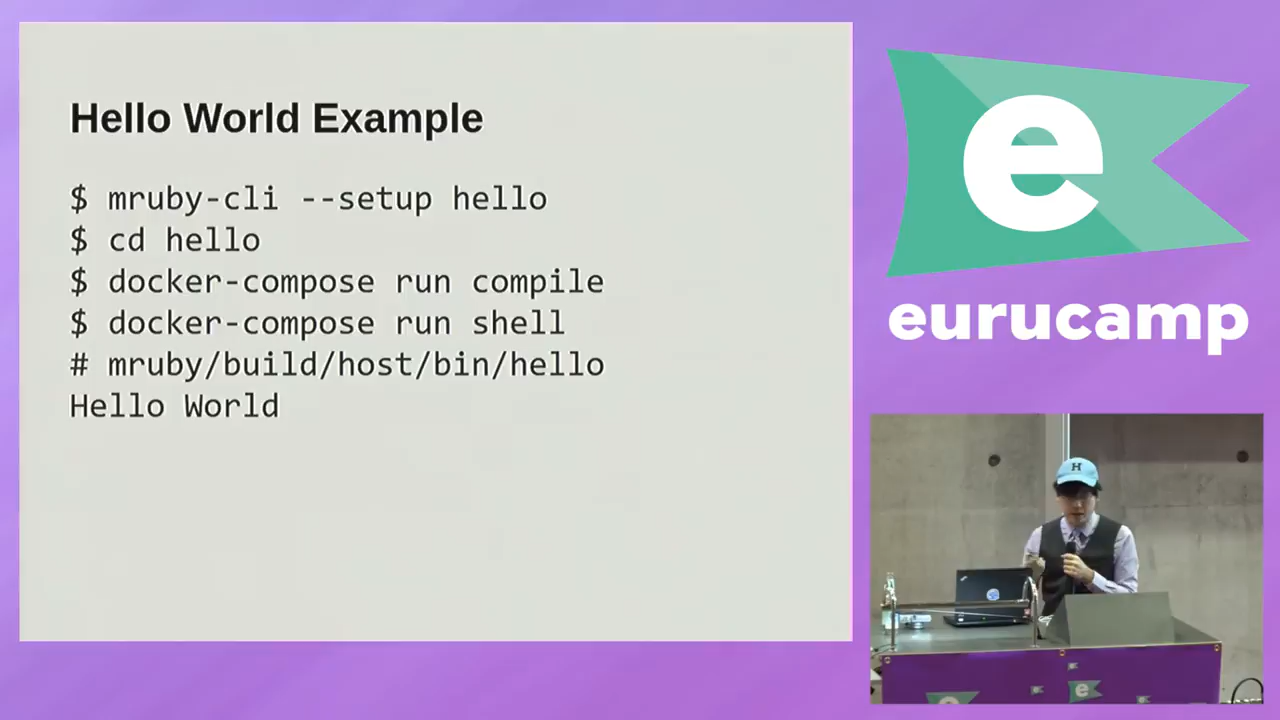 Hello World Example
$ mruby-cli --setup hello
$ cd hello
$ docker-compose run compile
$ docker-compose run shell
# mruby/build/host/bin/hello
Hello World
e
eurucamp
H
e